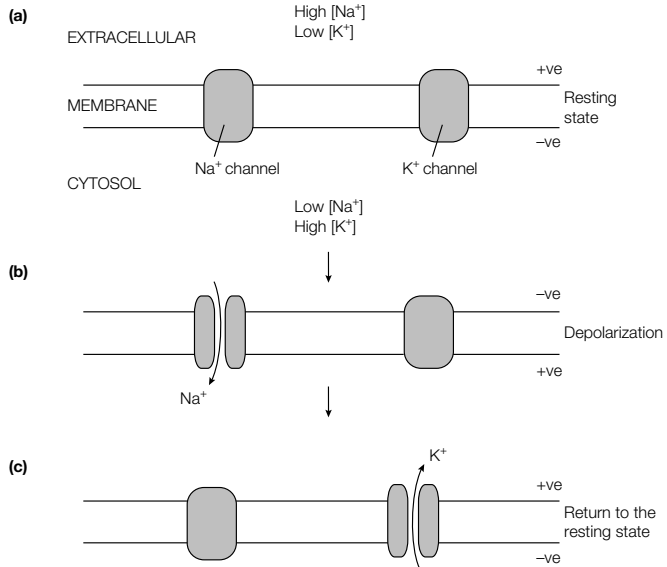 (a)
High [Na⁺]
Low [K⁺]
EXTRACELLULAR
+ve
MEMBRANE
Resting
state
–ve
Na⁺ channel
K⁺ channel
CYTOSOL
Low [Na⁺]
High [K⁺]
(b)
–ve
Depolarization
+ve
Na⁺
(c)
K⁺
+ve
Return to the
resting state
–ve